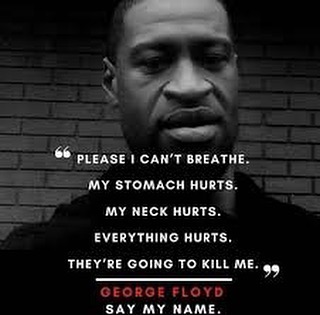 “ PLEASE I CAN’T BREATHE.
MY STOMACH HURTS.
MY NECK HURTS.
EVERYTHING HURTS.
THEY’RE GOING TO KILL ME. ”
GEORGE FLOYD
SAY MY NAME.